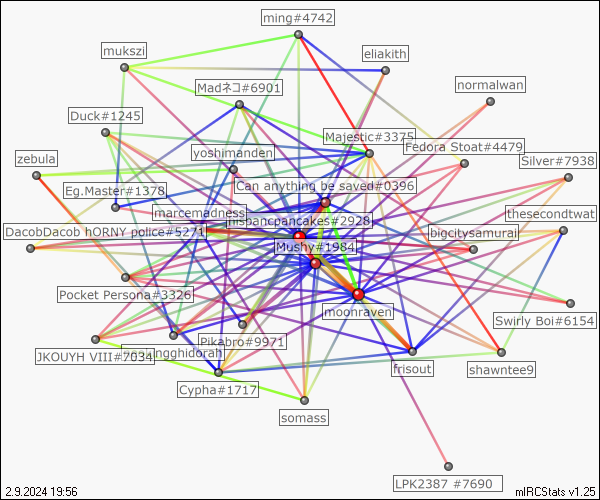 ming#4742
mukszi
eliakith
Madネコ#6901
normalwan
Duck#1245
Majestic#3375
Fedora Stoat#4479
yoshimanden
zebula
Silver#7938
Can anything be saved#0396
Eg.Master#1378
marcemadness
thesecondtwat
msbancpancakes#2928
DacobDacob hORNY police#5271
bigcitysamurai
Mushy#1984
Pocket Persona#3326
moonraven
Swirly Boi#6154
Pikabro#9971
JKOUYH VIII#7034
ngghidorah
frisout
shawntee9
Cypha#1717
somass
LPK2387 #7690
2.9.2024 19:56
mIRCStats v1.25